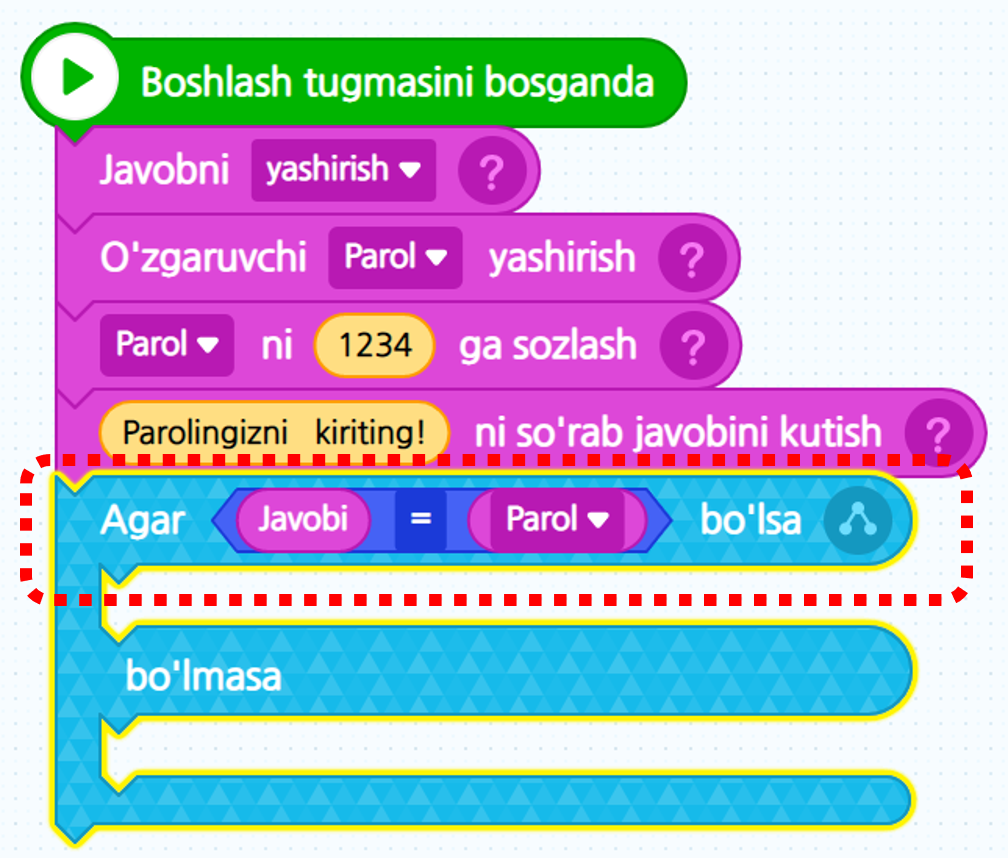 Boshlash tugmasini bosganda
Javobni yashirish ?
O'zgaruvchi Parol yashirish ?
Parol ni 1234 ga sozlash ?
Parolingizni kiriting! ni so'rab javobini kutish ?
Agar Javobi = Parol bo'lsa
bo'lmasa